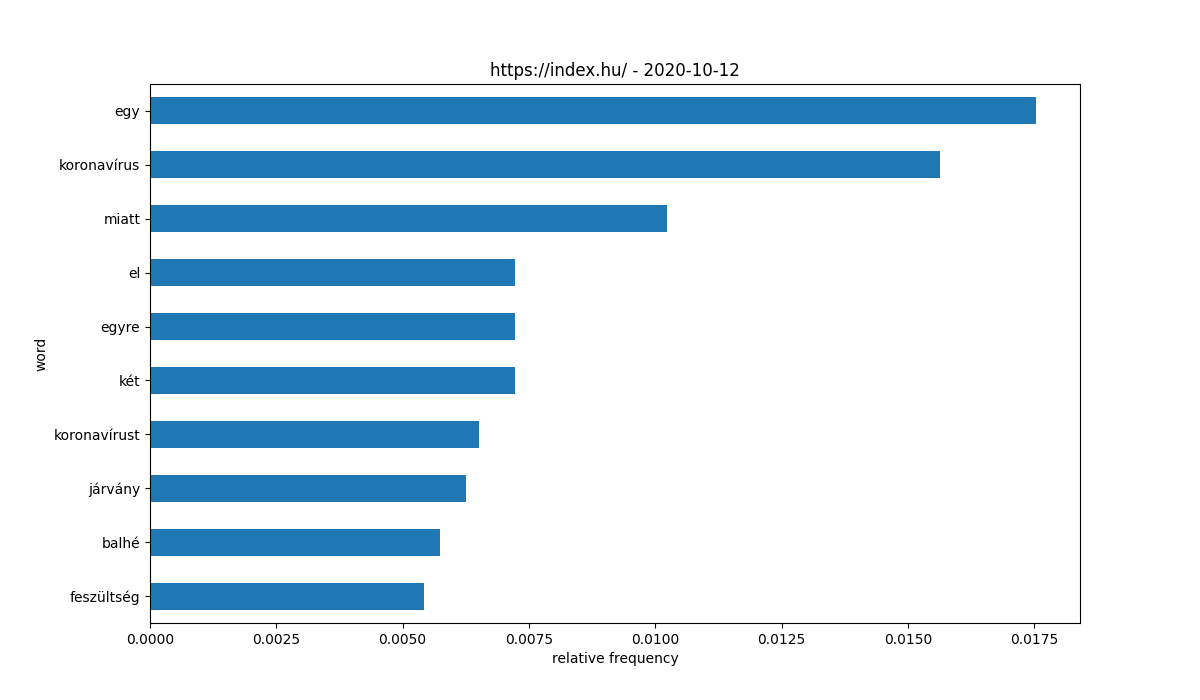 https://index.hu/ - 2020-10-12
egy
koronavírus
miatt
el
egyre
két
koronavírust
járvány
balhé
feszültség
word
0.0000 0.0025 0.0050 0.0075 0.0100 0.0125 0.0150 0.0175
relative frequency